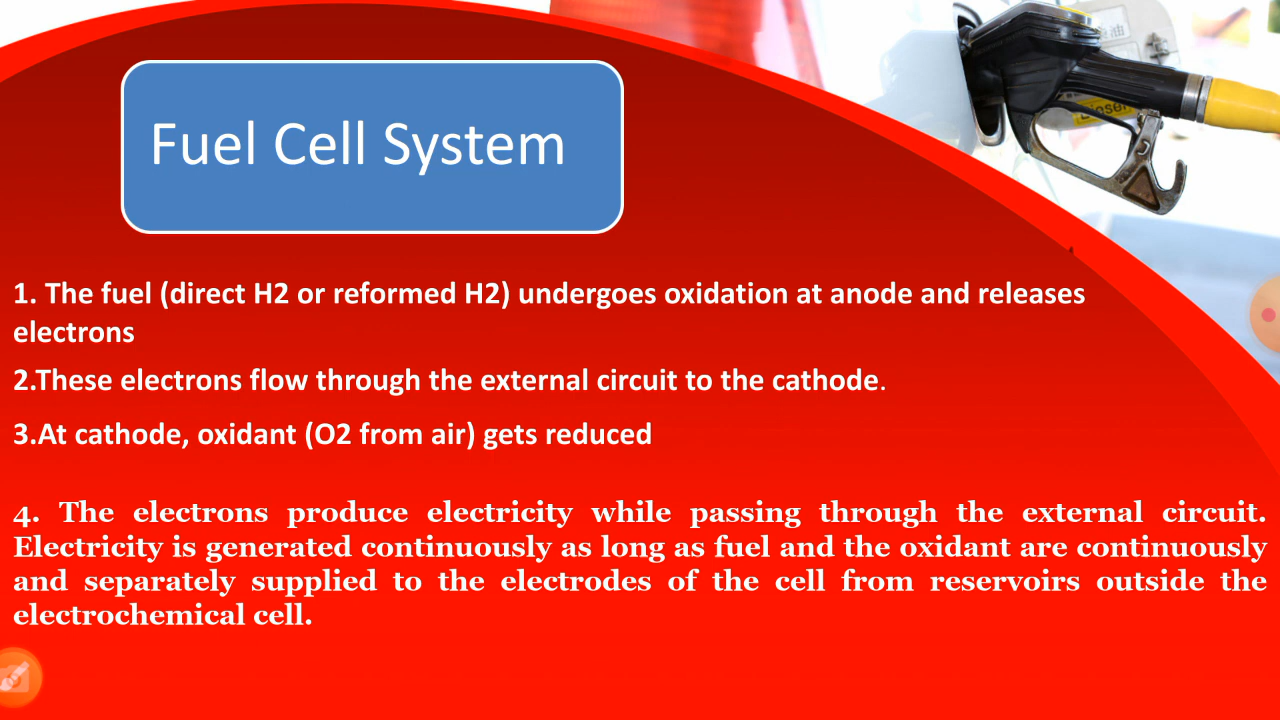 Fuel Cell System
1. The fuel (direct H2 or reformed H2) undergoes oxidation at anode and releases
electrons
2.These electrons flow through the external circuit to the cathode.
3.At cathode, oxidant (O2 from air) gets reduced
4. The electrons produce electricity while passing through the external circuit.
Electricity is generated continuously as long as fuel and the oxidant are continuously
and separately supplied to the electrodes of the cell from reservoirs outside the
electrochemical cell.